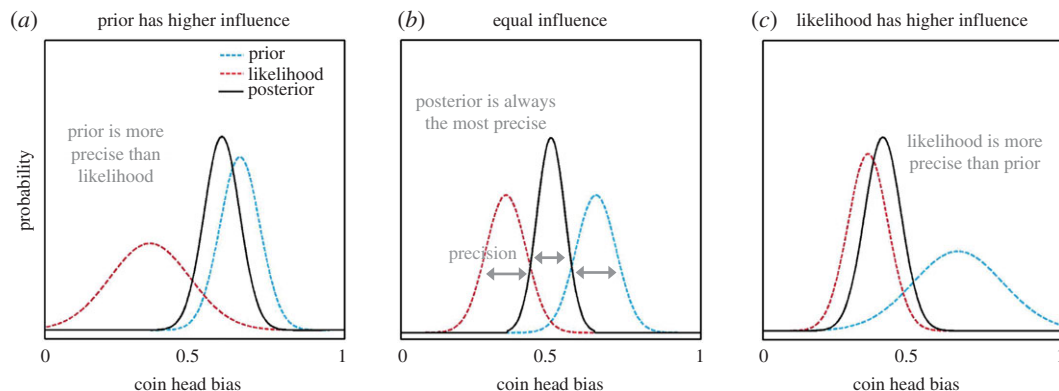 (a) prior has higher influence
prior
likelihood
posterior
prior is more
precise than
likelihood
probability
0 0.5 1
coin head bias
(b) equal influence
posterior is always
the most precise
precision
0 0.5 1
coin head bias
(c) likelihood has higher influence
likelihood is more
precise than prior
0 0.5 1
coin head bias